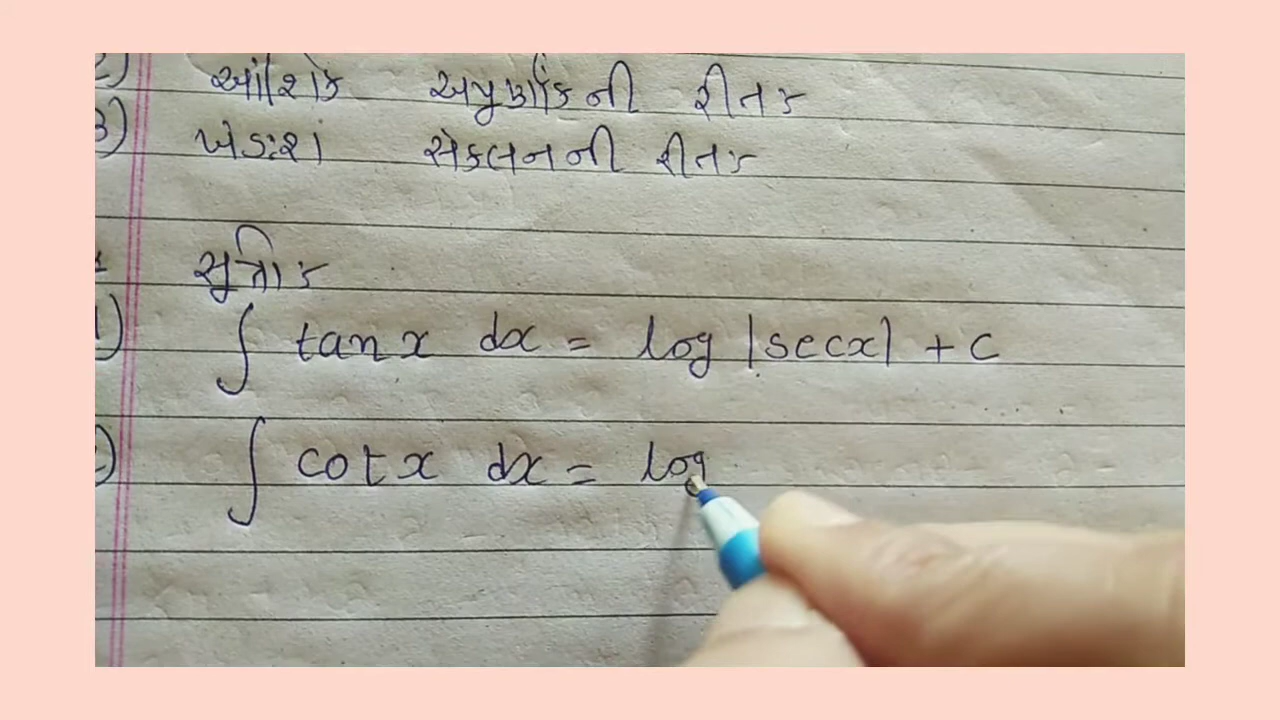 2) આંશિક અપૂર્ણાંકની રીતઃ
3) ખંડશઃ સંકલનની રીતઃ
* સૂત્રોઃ
1) ∫ tan x dx = log |sec x| + c
2) ∫ cot x dx = log